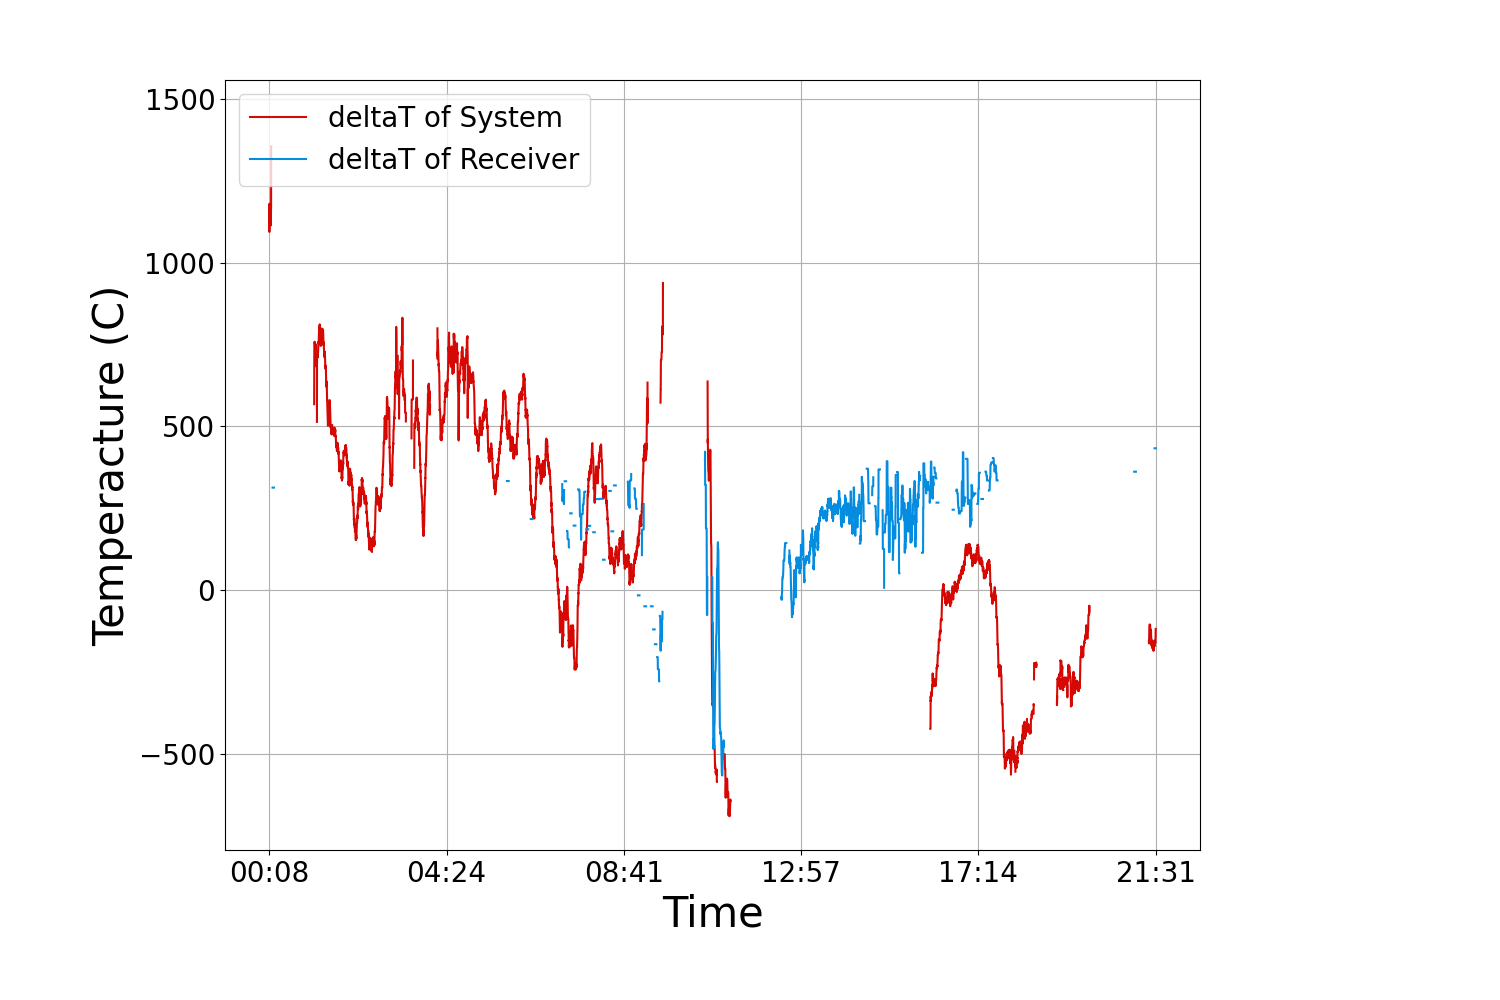 deltaT of System
deltaT of Receiver
1500
1000
500
0
−500
Temperacture (C)
00:08 04:24 08:41 12:57 17:14 21:31
Time